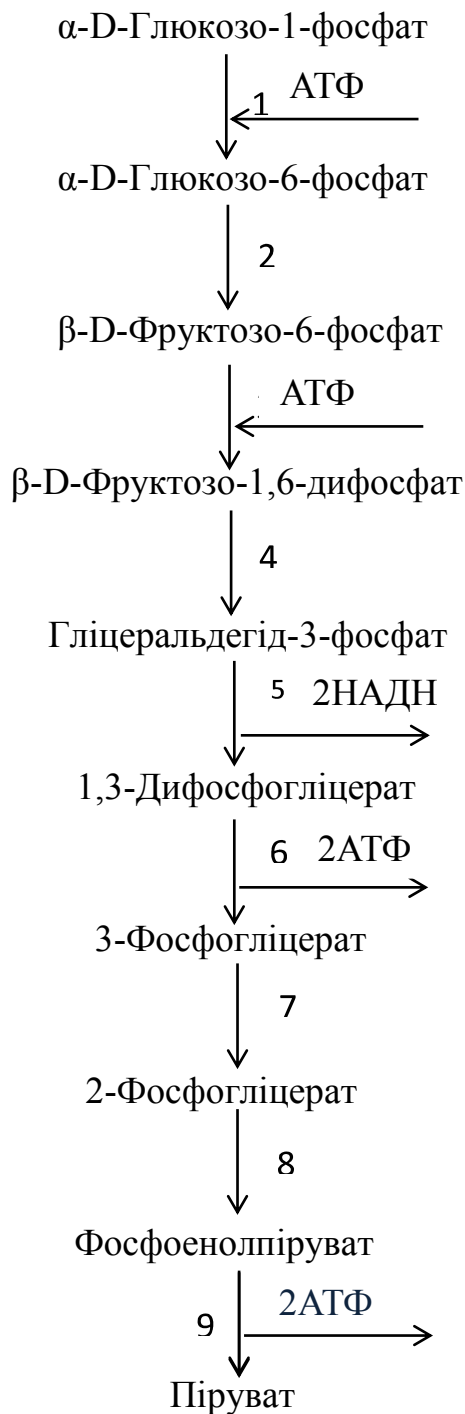 α-D-Глюкозо-1-фосфат
1 АТФ
α-D-Глюкозо-6-фосфат
2
β-D-Фруктозо-6-фосфат
АТФ
β-D-Фруктозо-1,6-дифосфат
4
Гліцеральдегід-3-фосфат
5 2НАДН
1,3-Дифосфогліцерат
6 2АТФ
3-Фосфогліцерат
7
2-Фосфогліцерат
8
Фосфоенолпіруват
9 2АТФ
Піруват